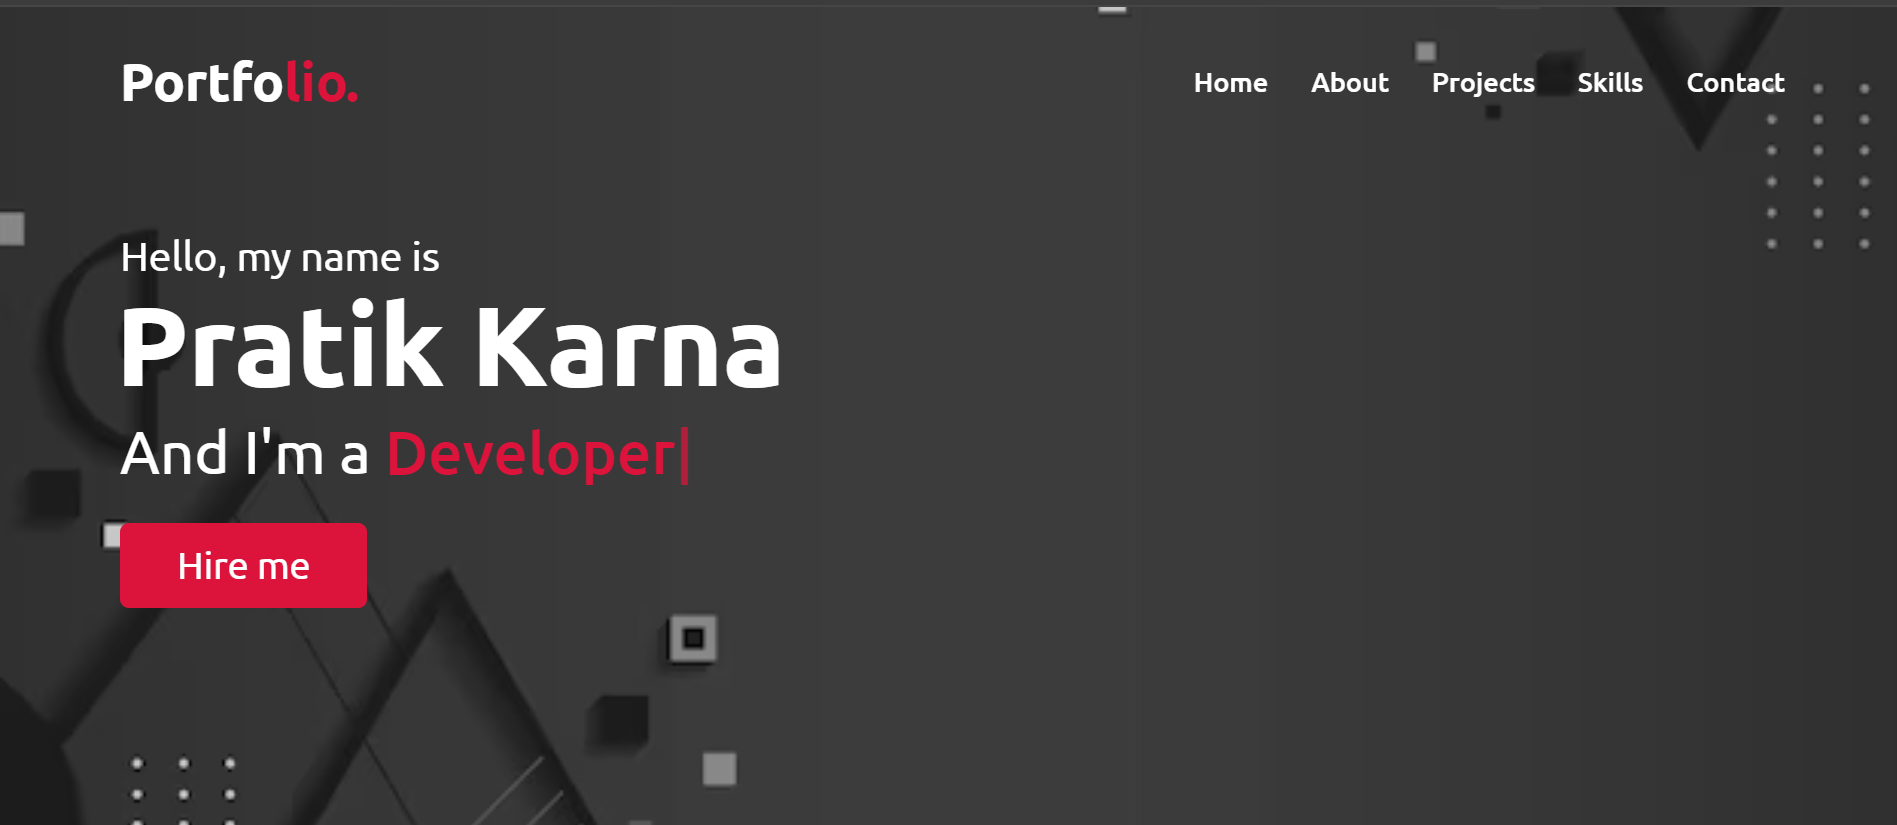 Portfolio.
Home About Projects Skills Contact
Hello, my name is
Pratik Karna
And I'm a Developer|
Hire me